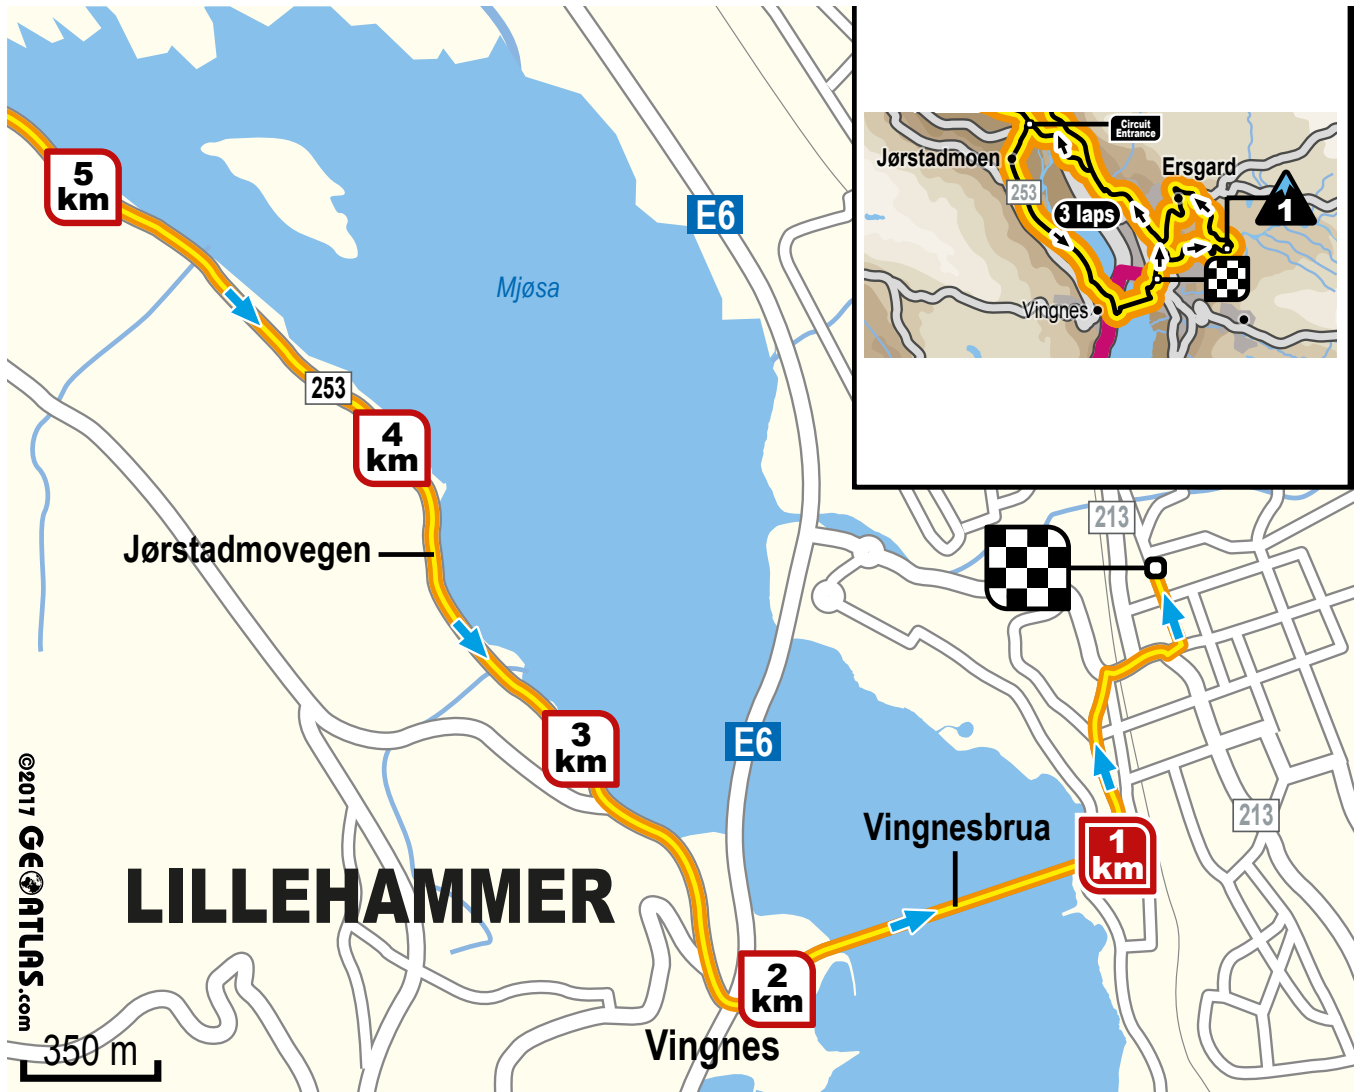 5
km
E6
Mjøsa
253
4
km
Jørstadmovegen
3
km
E6
Vingnesbrua
1
km
LILLEHAMMER
2
km
Vingnes
350 m
©2017 GEOATLAS.com
213
213
Circuit
Entrance
Jørstadmoen
Ersgard
253
3 laps
1
Vingnes